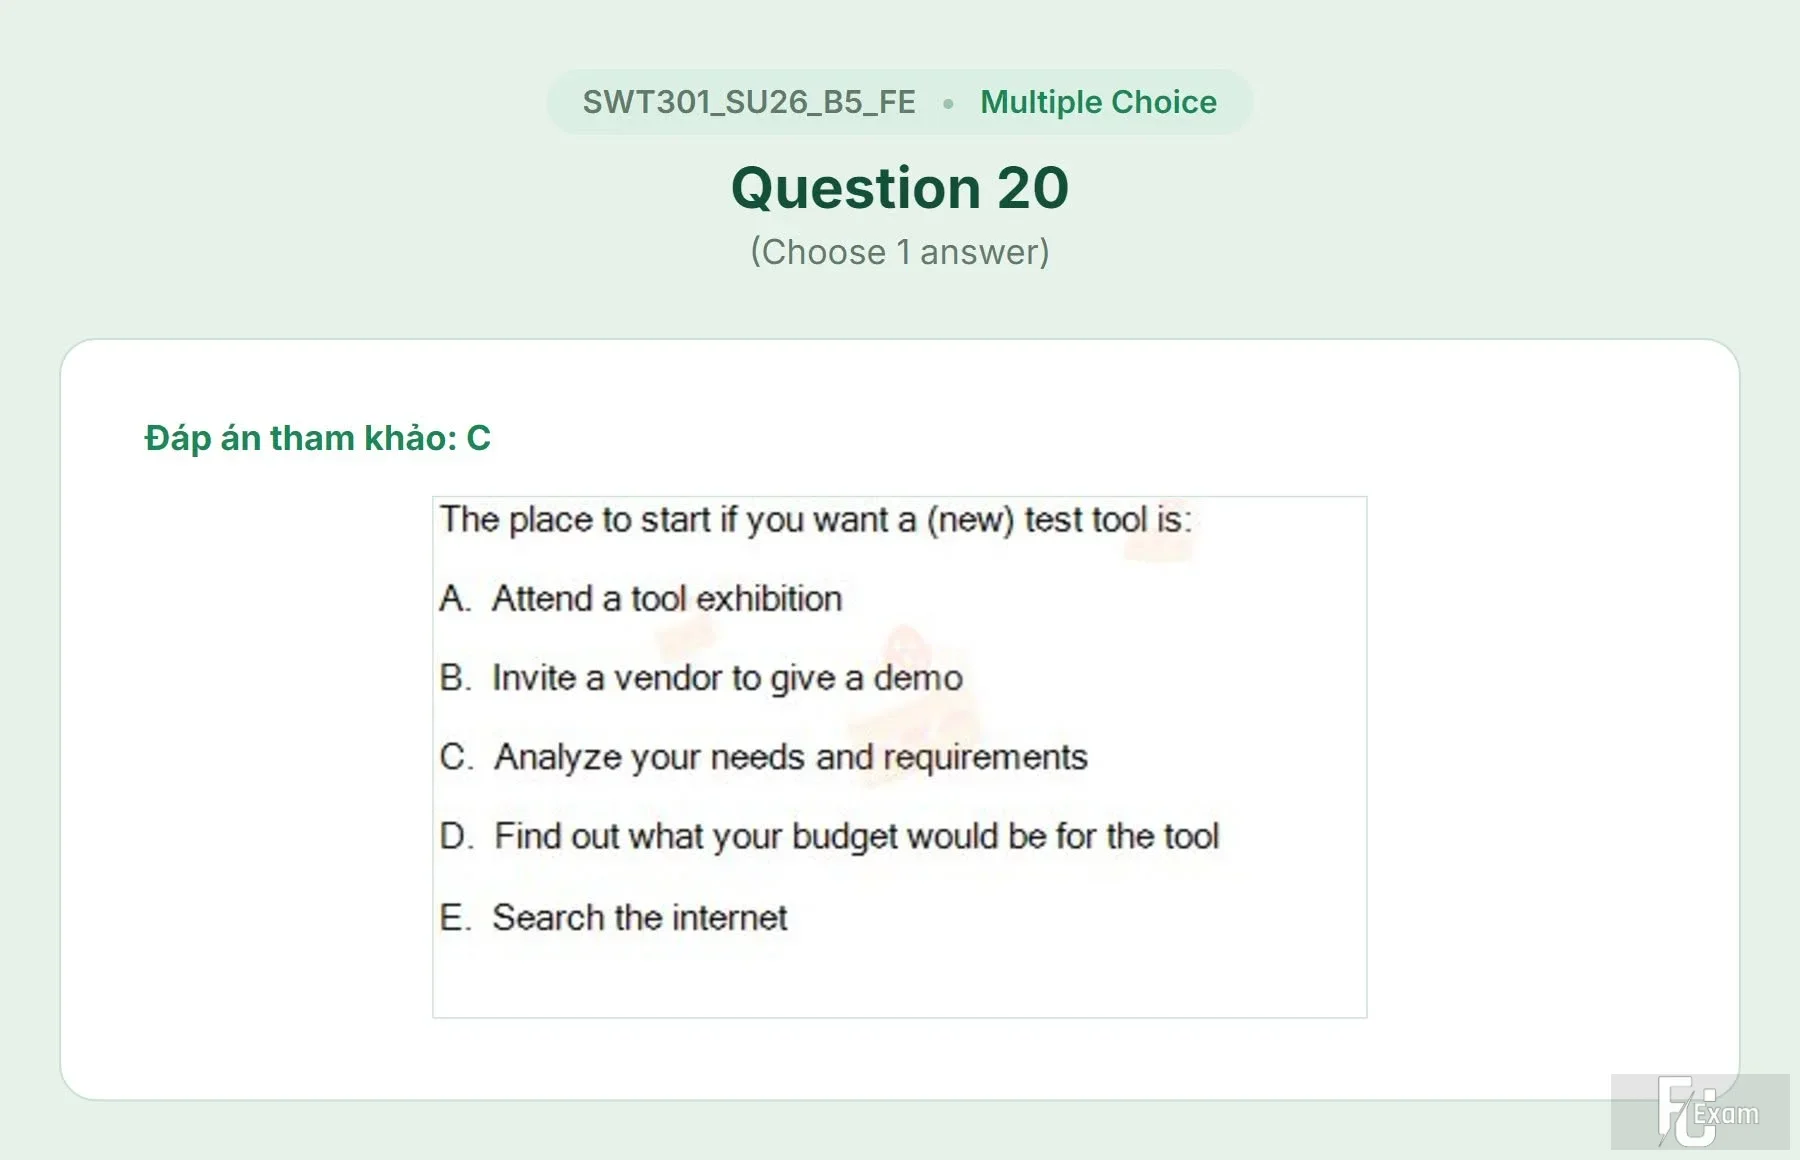 SWT301_SU26_B5_FE • Multiple Choice
Question 20
(Choose 1 answer)
Đáp án tham khảo: C
The place to start if you want a (new) test tool is:
A. Attend a tool exhibition
B. Invite a vendor to give a demo
C. Analyze your needs and requirements
D. Find out what your budget would be for the tool
E. Search the internet
FU Exam